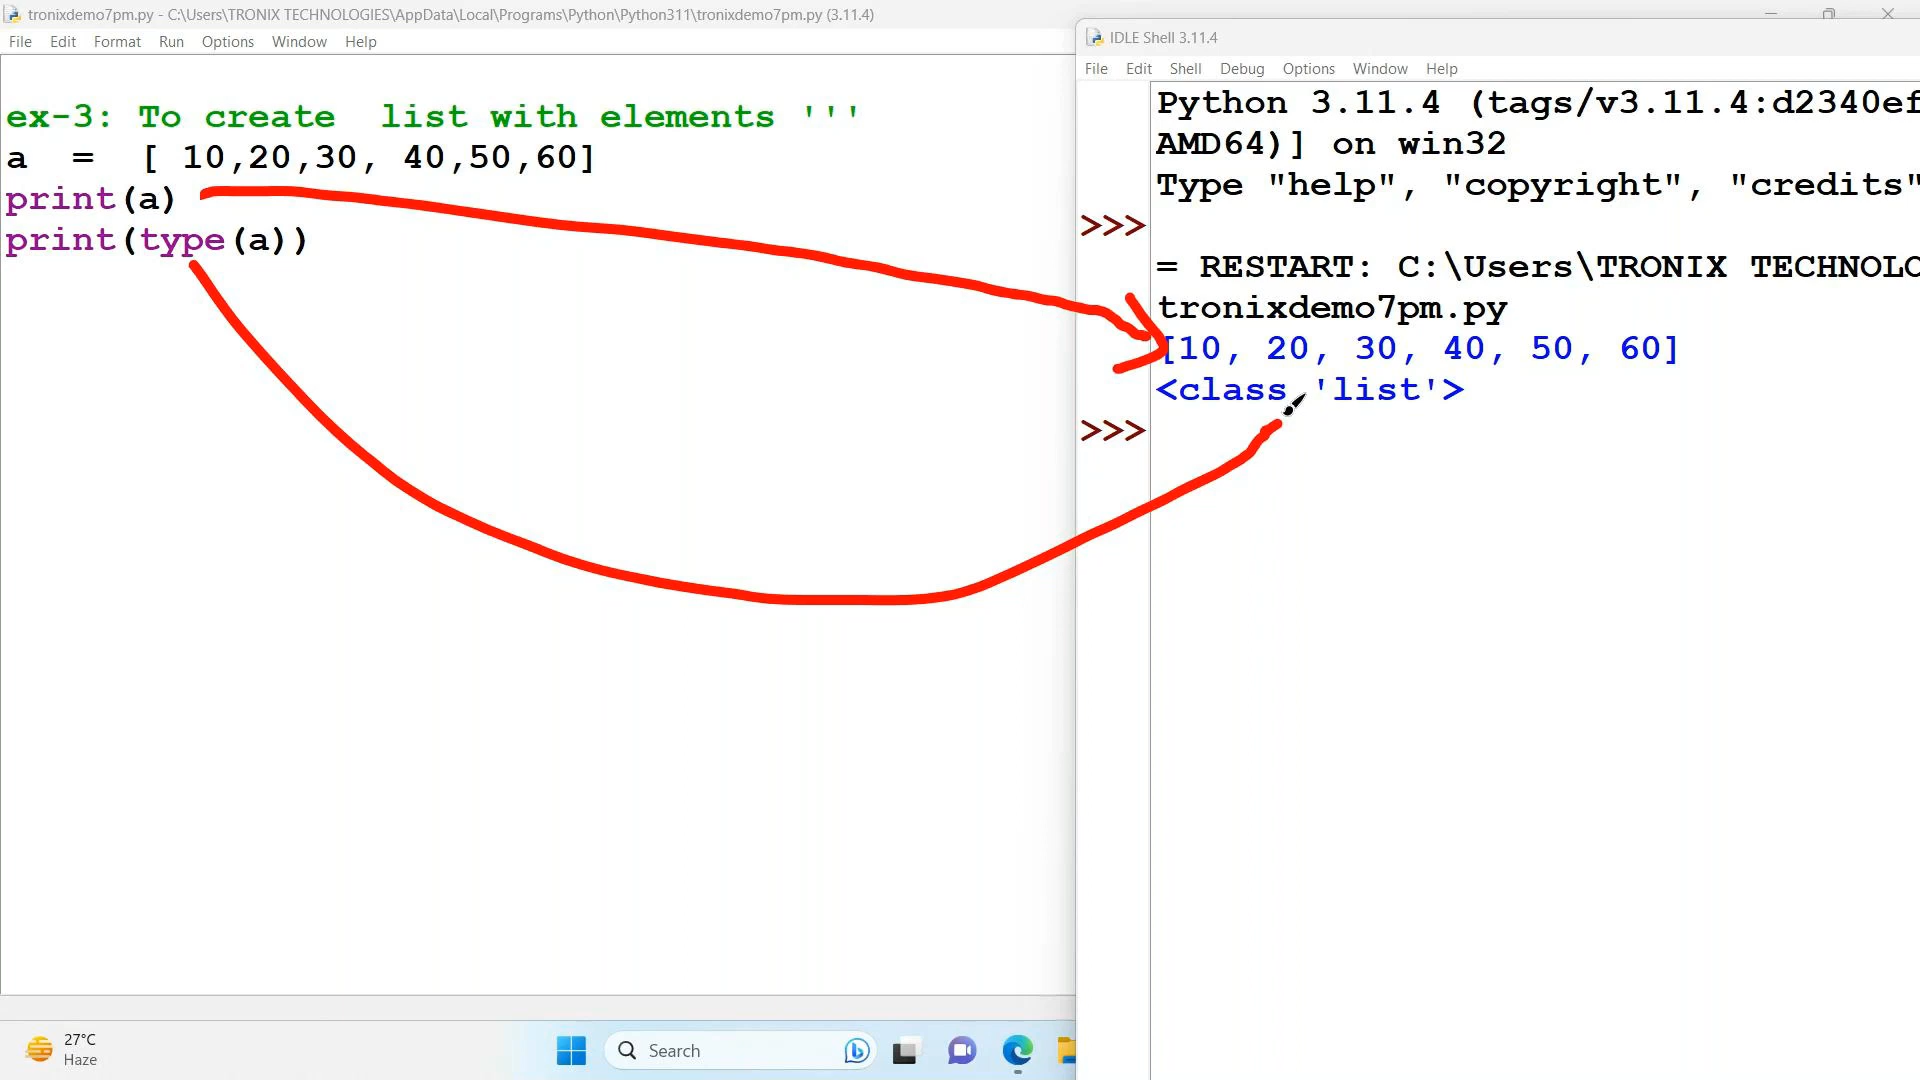 tronixdemo7pm.py - C:\Users\TRONIX TECHNOLOGIES\AppData\Local\Programs\Python\Python311\tronixdemo7pm.py (3.11.4)
File Edit Format Run Options Window Help
ex-3: To create  list with elements '''
a  =  [ 10,20,30, 40,50,60]
print(a)
print(type(a))
IDLE Shell 3.11.4
File Edit Shell Debug Options Window Help
Python 3.11.4 (tags/v3.11.4:d2340ef
AMD64)] on win32
Type "help", "copyright", "credits"
>>>
= RESTART: C:\Users\TRONIX TECHNOLO
tronixdemo7pm.py
[10, 20, 30, 40, 50, 60]
<class 'list'>
>>>
27°C
Haze
Search